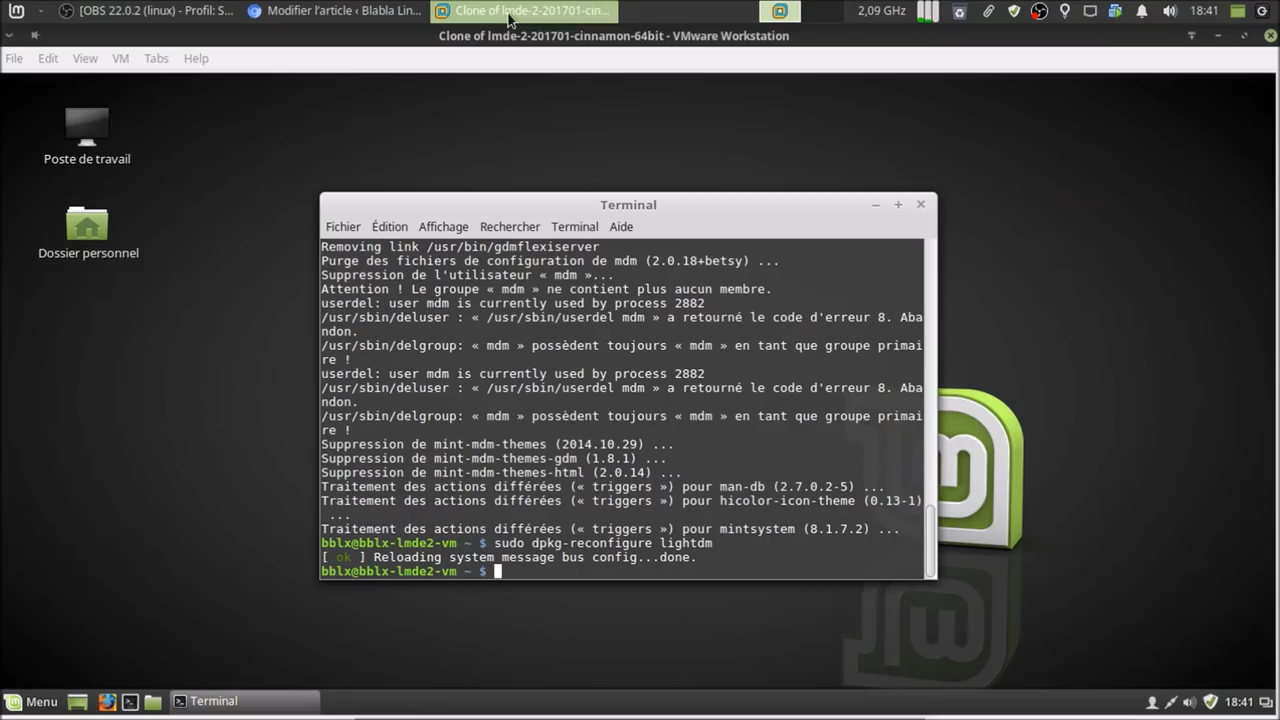 [OBS 22.0.2 (linux) - Profil: S...
Modifier l'article ‹ Blabla Lin...
Clone of lmde-2-201701-cin...
2,09 GHz
18:41
Clone of lmde-2-201701-cinnamon-64bit - VMware Workstation
File Edit View VM Tabs Help
Poste de travail
Dossier personnel
Terminal
Fichier Édition Affichage Rechercher Terminal Aide
Removing link /usr/bin/gdmflexiserver
Purge des fichiers de configuration de mdm (2.0.18+betsy) ...
Suppression de l'utilisateur « mdm »...
Attention ! Le groupe « mdm » ne contient plus aucun membre.
userdel: user mdm is currently used by process 2882
/usr/sbin/deluser : « /usr/sbin/userdel mdm » a retourné le code d'erreur 8. Aba
ndon.
/usr/sbin/delgroup: « mdm » possèdent toujours « mdm » en tant que groupe primai
re !
userdel: user mdm is currently used by process 2882
/usr/sbin/deluser : « /usr/sbin/userdel mdm » a retourné le code d'erreur 8. Aba
ndon.
/usr/sbin/delgroup: « mdm » possèdent toujours « mdm » en tant que groupe primai
re !
Suppression de mint-mdm-themes (2014.10.29) ...
Suppression de mint-mdm-themes-gdm (1.8.1) ...
Suppression de mint-mdm-themes-html (2.0.14) ...
Traitement des actions différées (« triggers ») pour man-db (2.7.0.2-5) ...
Traitement des actions différées (« triggers ») pour hicolor-icon-theme (0.13-1)
...
Traitement des actions différées (« triggers ») pour mintsystem (8.1.7.2) ...
bblx@bblx-lmde2-vm ~ $ sudo dpkg-reconfigure lightdm
[ ok ] Reloading system message bus config...done.
bblx@bblx-lmde2-vm ~ $
Menu
Terminal
18:41